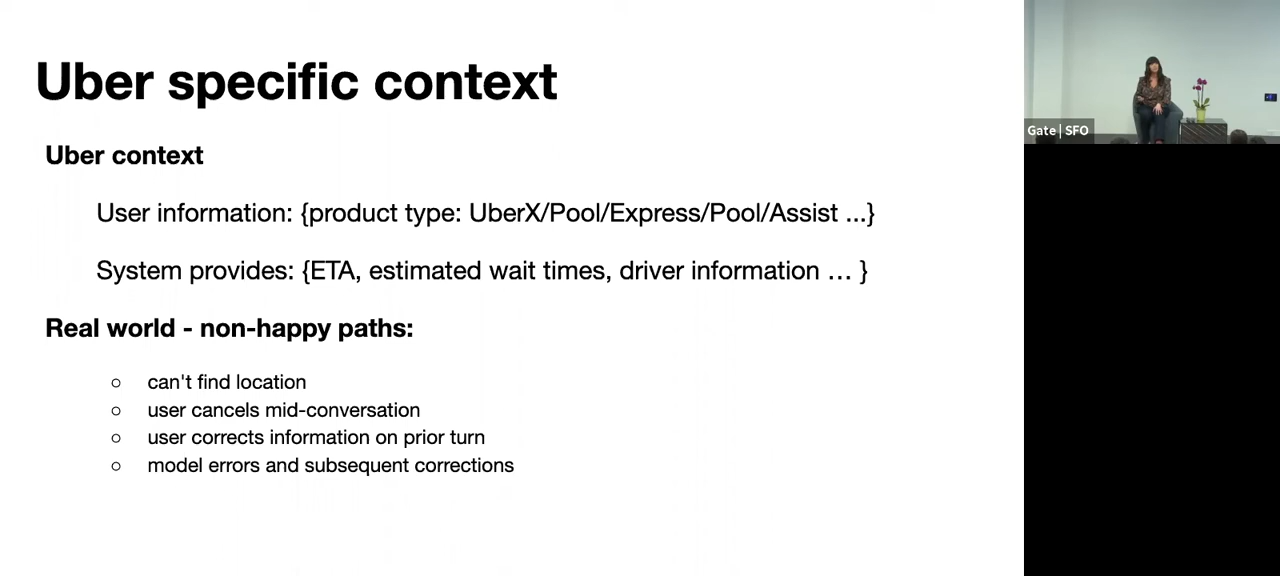 Uber specific context
Uber context
User information: {product type: UberX/Pool/Express/Pool/Assist ...}
System provides: {ETA, estimated wait times, driver information … }
Real world - non-happy paths:
○ can't find location
○ user cancels mid-conversation
○ user corrects information on prior turn
○ model errors and subsequent corrections
Gate | SFO